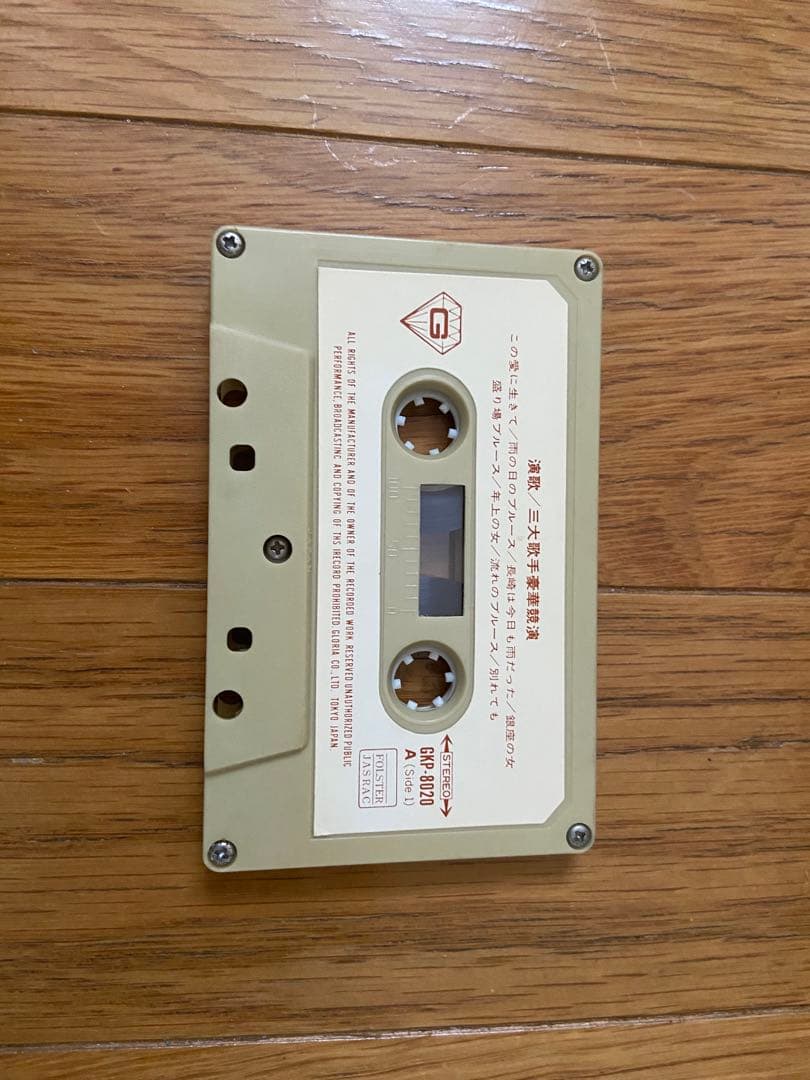 演歌/三大歌手豪華競演
この愛に生きて/雨の日のブルース/長崎は今日も雨だった/銀座の女
盛り場ブルース/年上の女/流れのブルース/別れても
G
STEREO
GKP-8020
A (Side 1)
FOLSTER
JASRAC
100 50 0
ALL RIGHTS OF THE MANUFACTURER AND OF THE OWNER OF THE RECORDED WORK RESERVED UNAUTHORIZED PUBLIC
PERFORMANCE, BROADCASTING AND COPYING OF THS IRECORD PROHIBITED GLORIA CO., LTD. TOKYO JAPAN